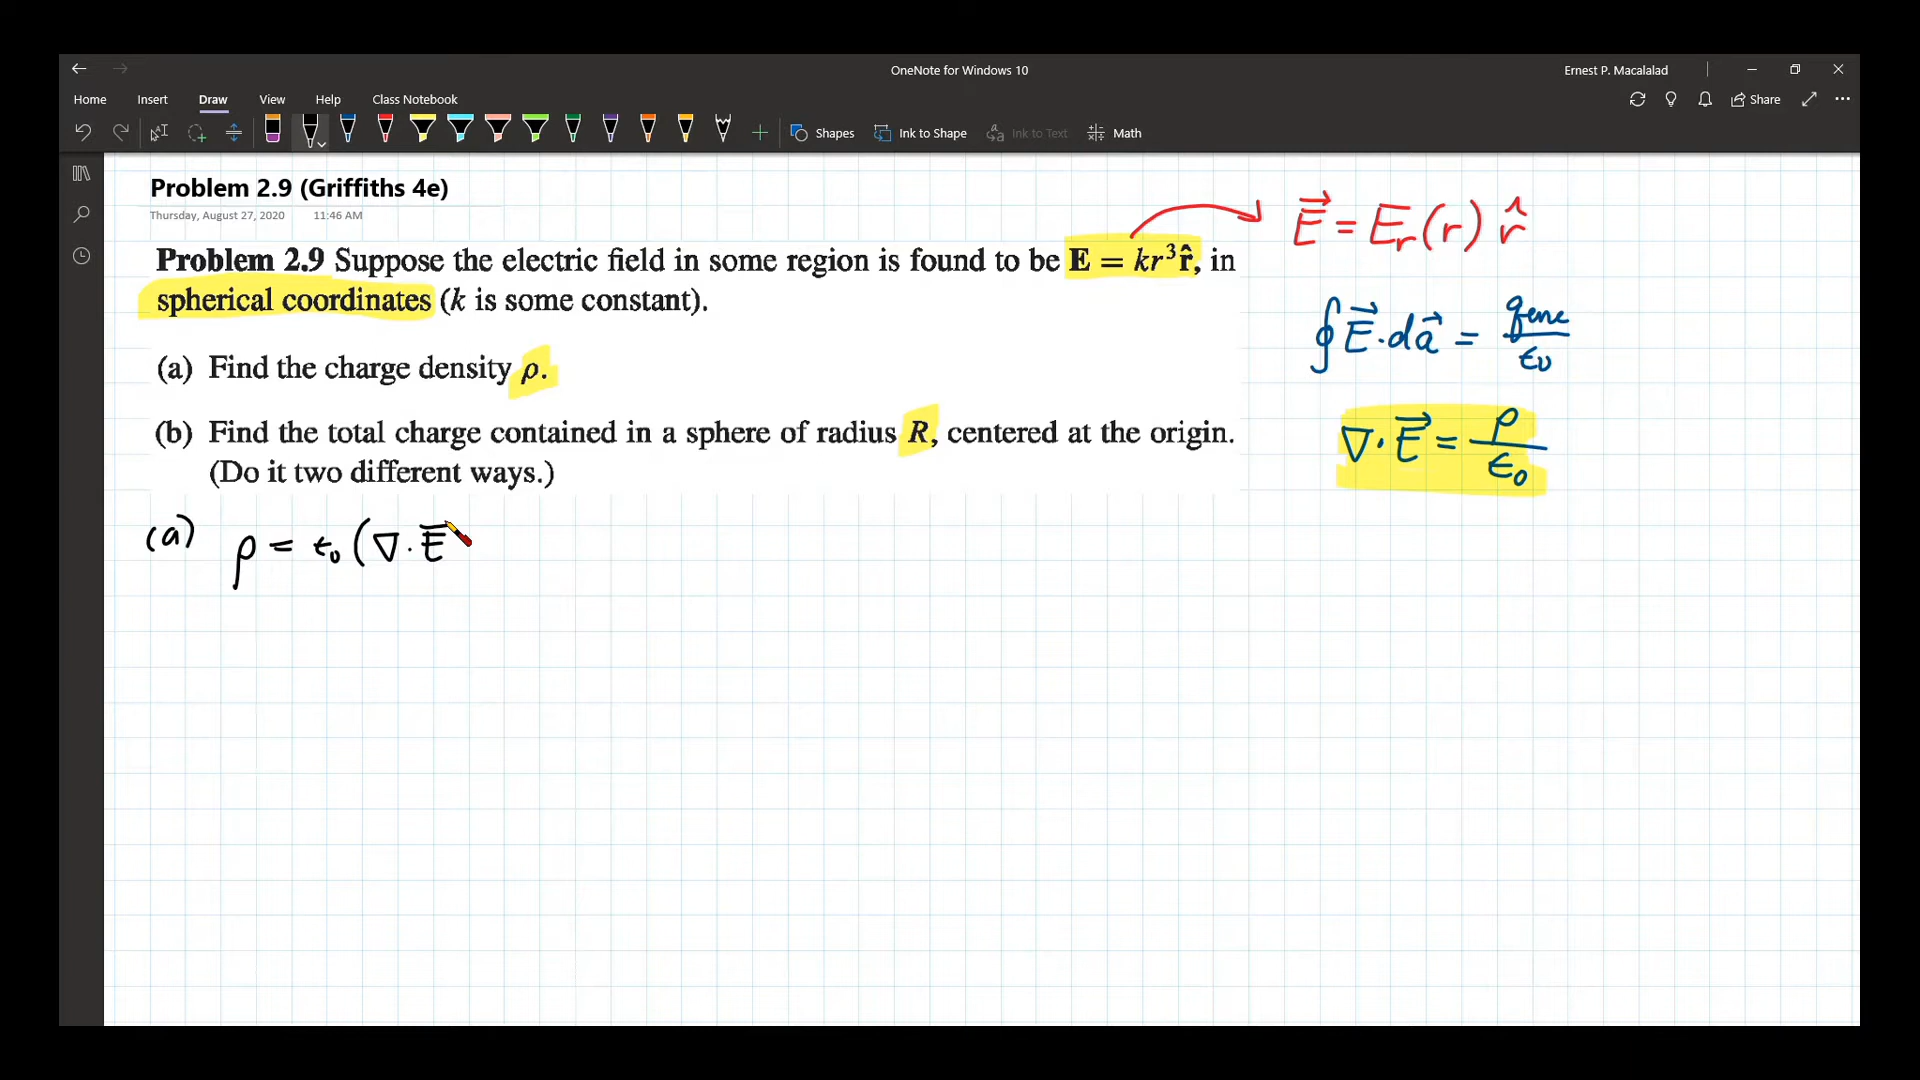 OneNote for Windows 10
Ernest P. Macalalad
Home Insert Draw View Help Class Notebook
Share
Shapes Ink to Shape Ink to Text Math
Problem 2.9 (Griffiths 4e)
Thursday, August 27, 2020 11:46 AM
Problem 2.9 Suppose the electric field in some region is found to be E = kr³r̂, in
spherical coordinates (k is some constant).
(a) Find the charge density ρ.
(b) Find the total charge contained in a sphere of radius R, centered at the origin.
(Do it two different ways.)
E⃗ = Eᵣ(r) r̂
∮E⃗·da⃗ = qenc/ε₀
∇·E⃗ = ρ/ε₀
(a) ρ = ε₀(∇·E⃗